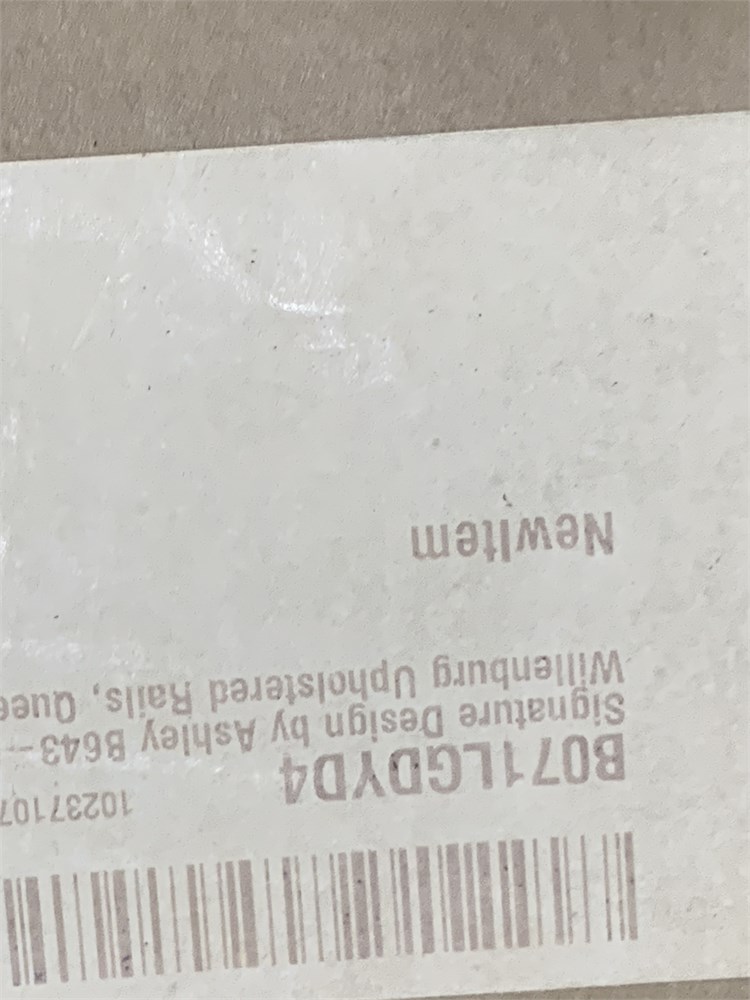 10237107
B071LGDYD4
Signature Design by Ashley B643-
Willenburg Upholstered Rails, Quee
NewItem